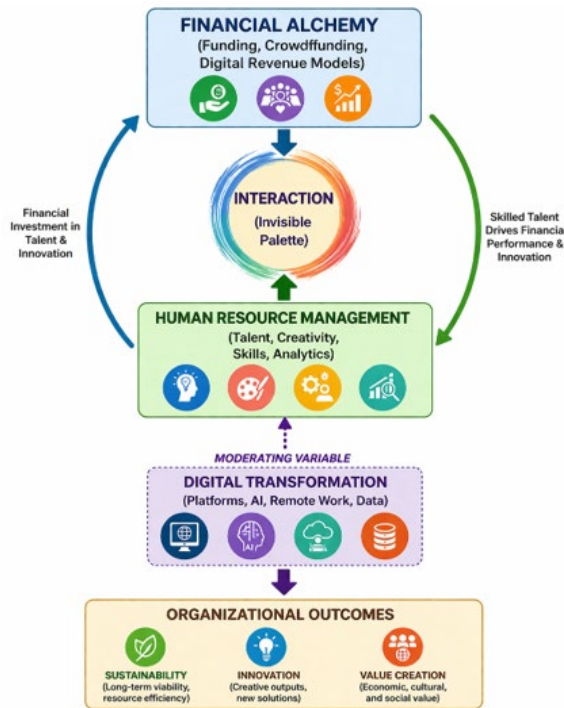 FINANCIAL ALCHEMY
(Funding, Crowdffunding,
Digital Revenue Models)
INTERACTION
(Invisible
Palette)
Financial
Investment in
Talent &
Innovation
Skilled Talent
Drives Financial
Performance &
Innovation
HUMAN RESOURCE MANAGEMENT
(Talent, Creativity,
Skills, Analytics)
MODERATING VARIABLE
DIGITAL TRANSFORMATION
(Platforms, AI, Remote Work, Data)
AI
ORGANIZATIONAL OUTCOMES
SUSTAINABILITY
(Long-term viability,
resource efficiency)
INNOVATION
(Creative outputs,
new solutions)
VALUE CREATION
(Economic, cultural,
and social value)